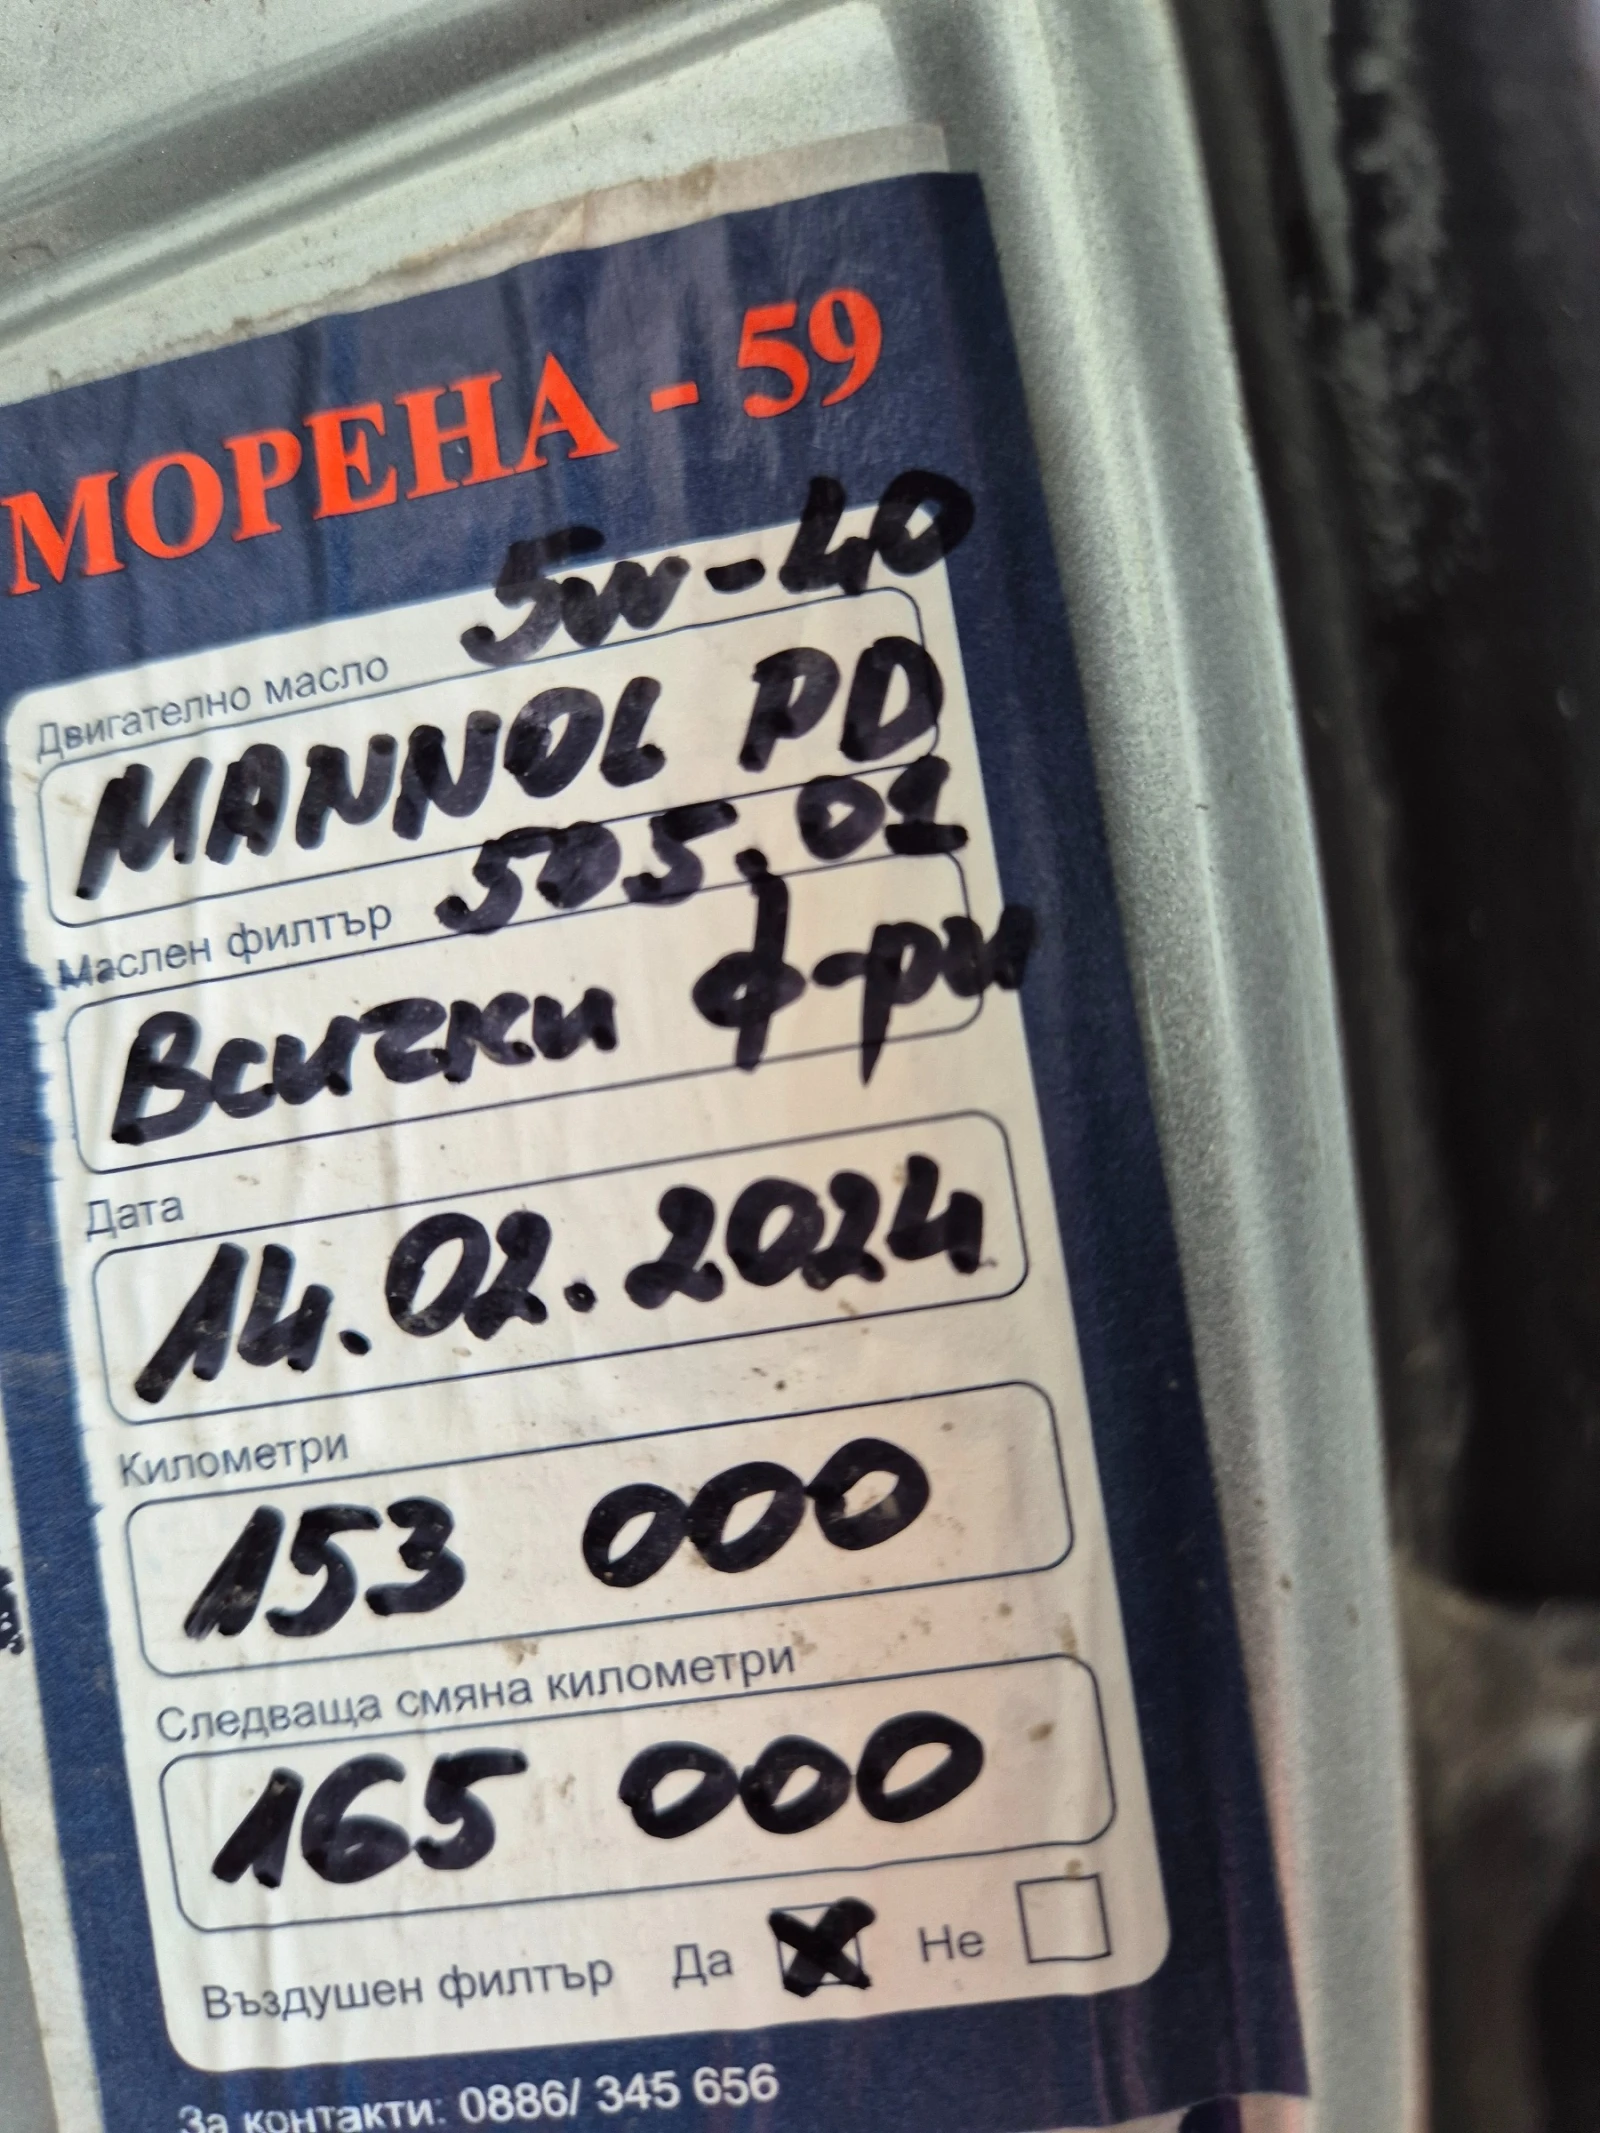 МОРЕНА - 59
Двигателно масло 5w-40
MANNOL PD
Маслен филтър 505.01
Всички ф-ри
Дата
14.02.2024
Километри
153 000
Следваща смяна километри
165 000
Въздушен филтър Да Не
За контакти: 0886/ 345 656